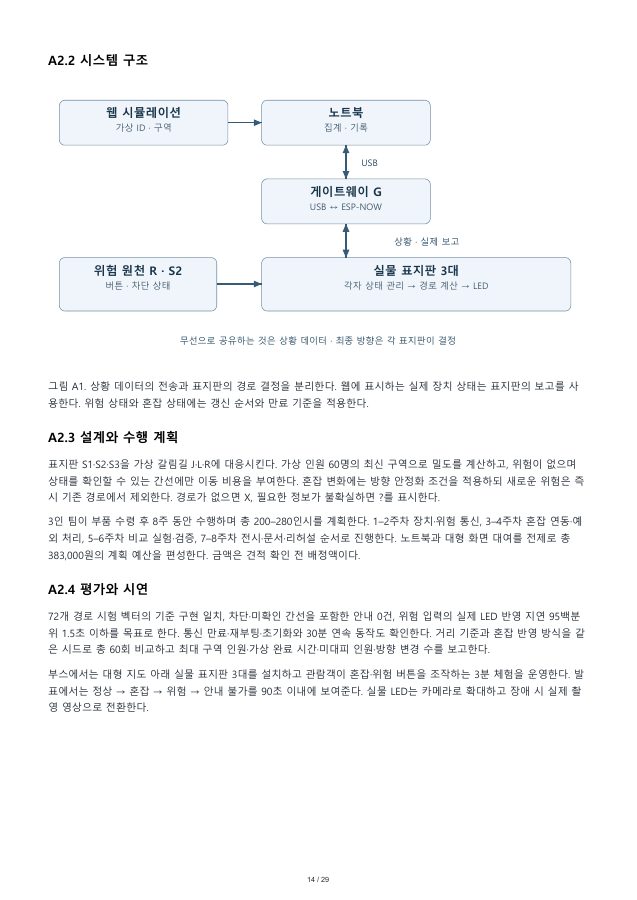 A2.2 시스템 구조
웹 시뮬레이션
가상 ID · 구역
노트북
집계 · 기록
USB
게이트웨이 G
USB ↔ ESP-NOW
상황 · 실제 보고
위험 원천 R · S2
버튼 · 차단 상태
실물 표지판 3대
각자 상태 관리 → 경로 계산 → LED
무선으로 공유하는 것은 상황 데이터 · 최종 방향은 각 표지판이 결정
그림 A1. 상황 데이터의 전송과 표지판의 경로 결정을 분리한다. 웹에 표시하는 실제 장치 상태는 표지판의 보고를 사
용한다. 위험 상태와 혼잡 상태에는 갱신 순서와 만료 기준을 적용한다.
A2.3 설계와 수행 계획
표지판 S1·S2·S3을 가상 갈림길 J·L·R에 대응시킨다. 가상 인원 60명의 최신 구역으로 밀도를 계산하고, 위험이 없으며
상태를 확인할 수 있는 간선에만 이동 비용을 부여한다. 혼잡 변화에는 방향 안정화 조건을 적용하되 새로운 위험은 즉
시 기존 경로에서 제외한다. 경로가 없으면 X, 필요한 정보가 불확실하면 ?를 표시한다.
3인 팀이 부품 수령 후 8주 동안 수행하며 총 200–280인시를 계획한다. 1–2주차 장치·위험 통신, 3–4주차 혼잡 연동·예
외 처리, 5–6주차 비교 실험·검증, 7–8주차 전시·문서·리허설 순서로 진행한다. 노트북과 대형 화면 대여를 전제로 총
383,000원의 계획 예산을 편성한다. 금액은 견적 확인 전 배정액이다.
A2.4 평가와 시연
72개 경로 시험 벡터의 기준 구현 일치, 차단·미확인 간선을 포함한 안내 0건, 위험 입력의 실제 LED 반영 지연 95백분
위 1.5초 이하를 목표로 한다. 통신 만료·재부팅·초기화와 30분 연속 동작도 확인한다. 거리 기준과 혼잡 반영 방식을 같
은 시드로 총 60회 비교하고 최대 구역 인원·가상 완료 시간·미대피 인원·방향 변경 수를 보고한다.
부스에서는 대형 지도 아래 실물 표지판 3대를 설치하고 관람객이 혼잡·위험 버튼을 조작하는 3분 체험을 운영한다. 발
표에서는 정상 → 혼잡 → 위험 → 안내 불가를 90초 이내에 보여준다. 실물 LED는 카메라로 확대하고 장애 시 실제 촬
영 영상으로 전환한다.
14 / 29